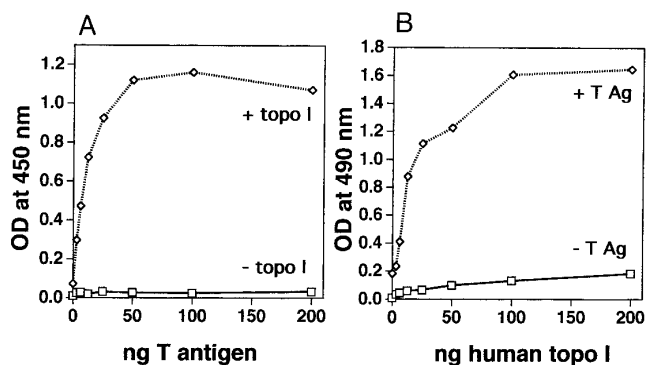 A
OD at 450 nm
1.2
1.0
0.8
0.6
0.4
0.2
0.0
+ topo I
- topo I
0 50 100 150 200
ng T antigen
B
OD at 490 nm
1.8
1.6
1.4
1.2
1.0
0.8
0.6
0.4
0.2
0.0
+ T Ag
- T Ag
0 50 100 150 200
ng human topo I